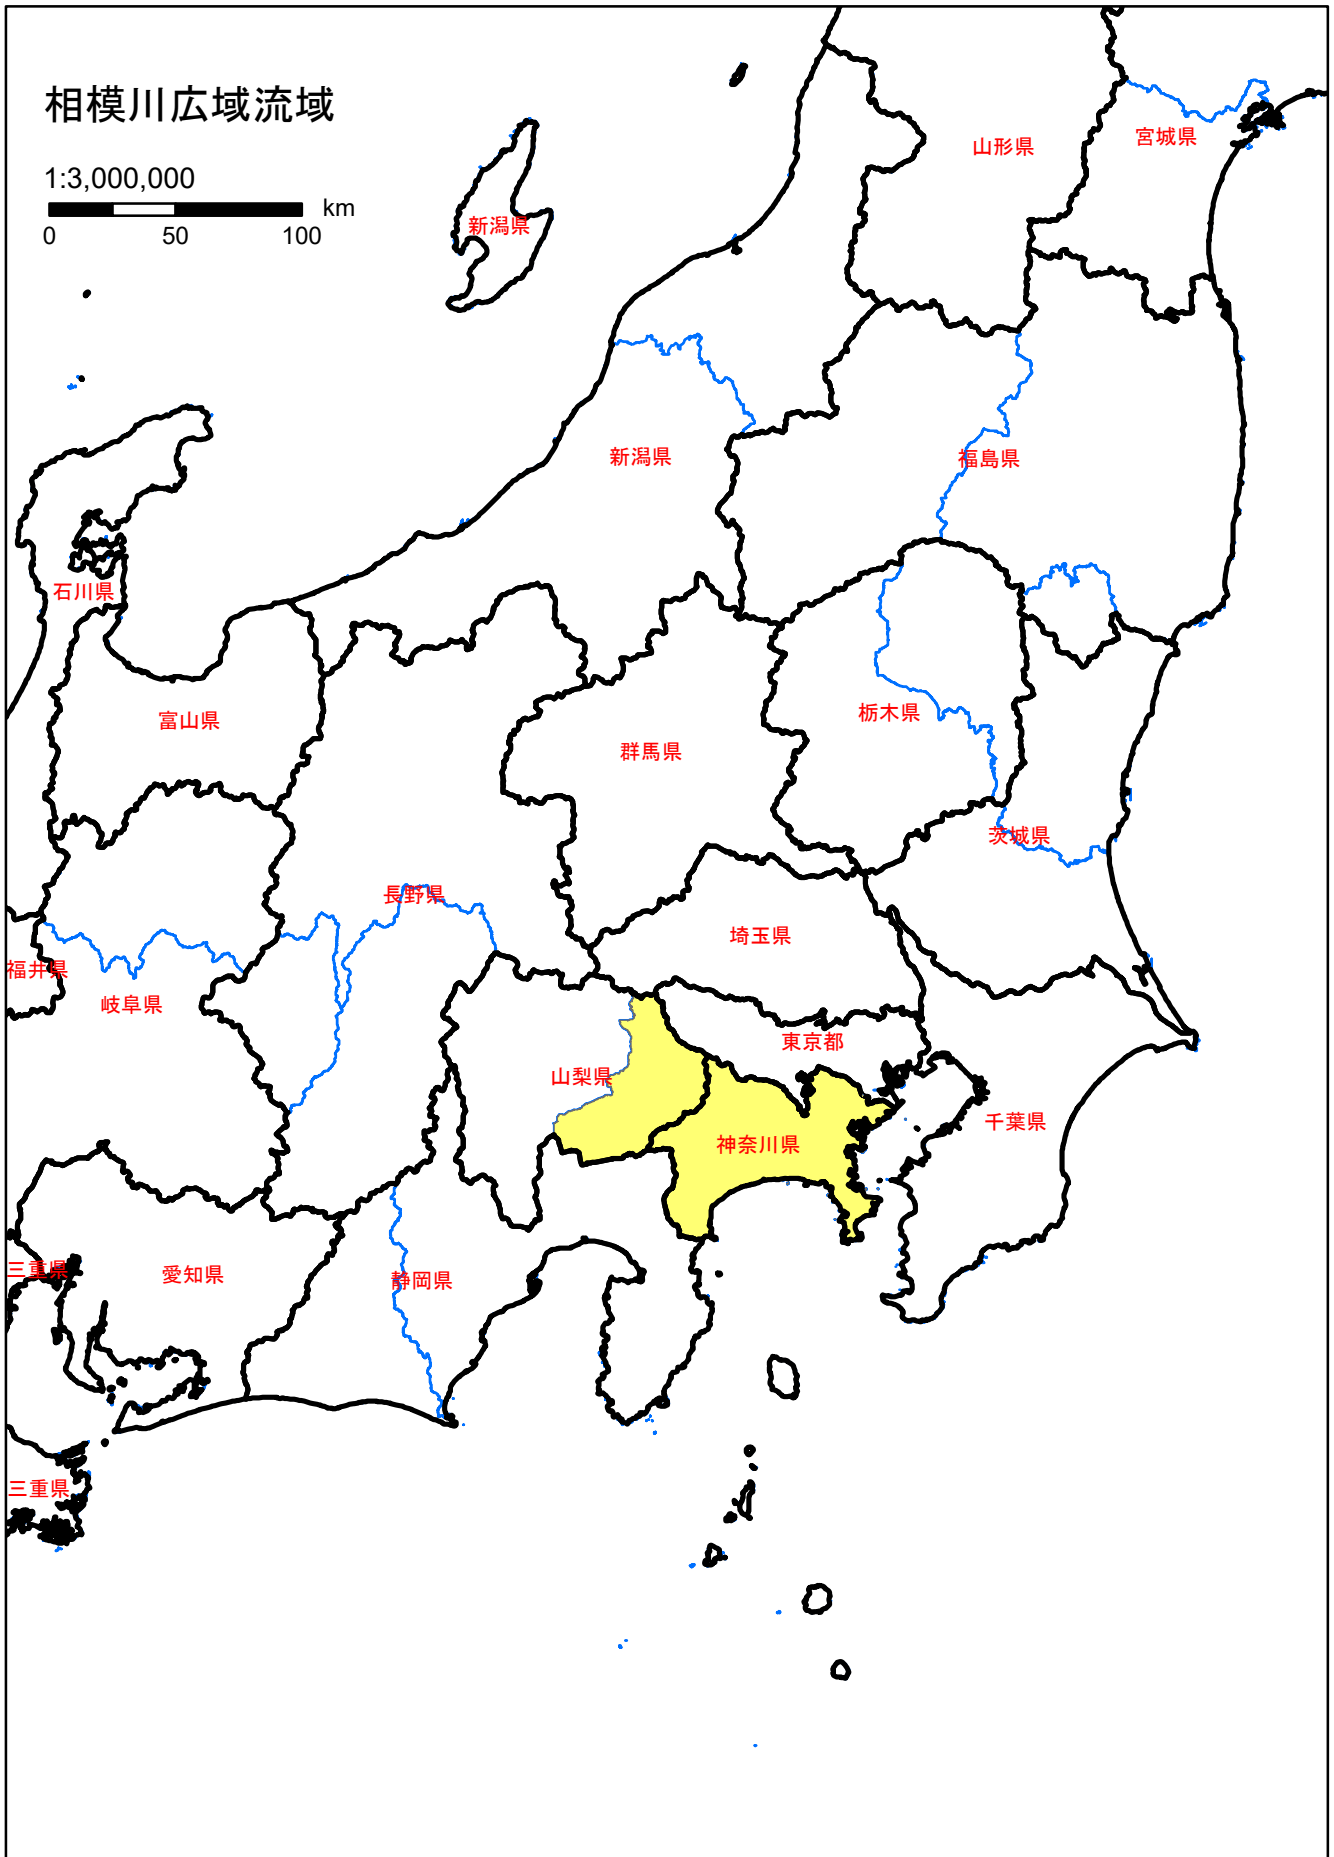 相模川広域流域
1:3,000,000
km
0 50 100
山形県
宮城県
新潟県
新潟県
福島県
石川県
富山県
栃木県
群馬県
茨城県
長野県
埼玉県
福井県
岐阜県
東京都
山梨県
千葉県
神奈川県
三重県
愛知県
静岡県
三重県